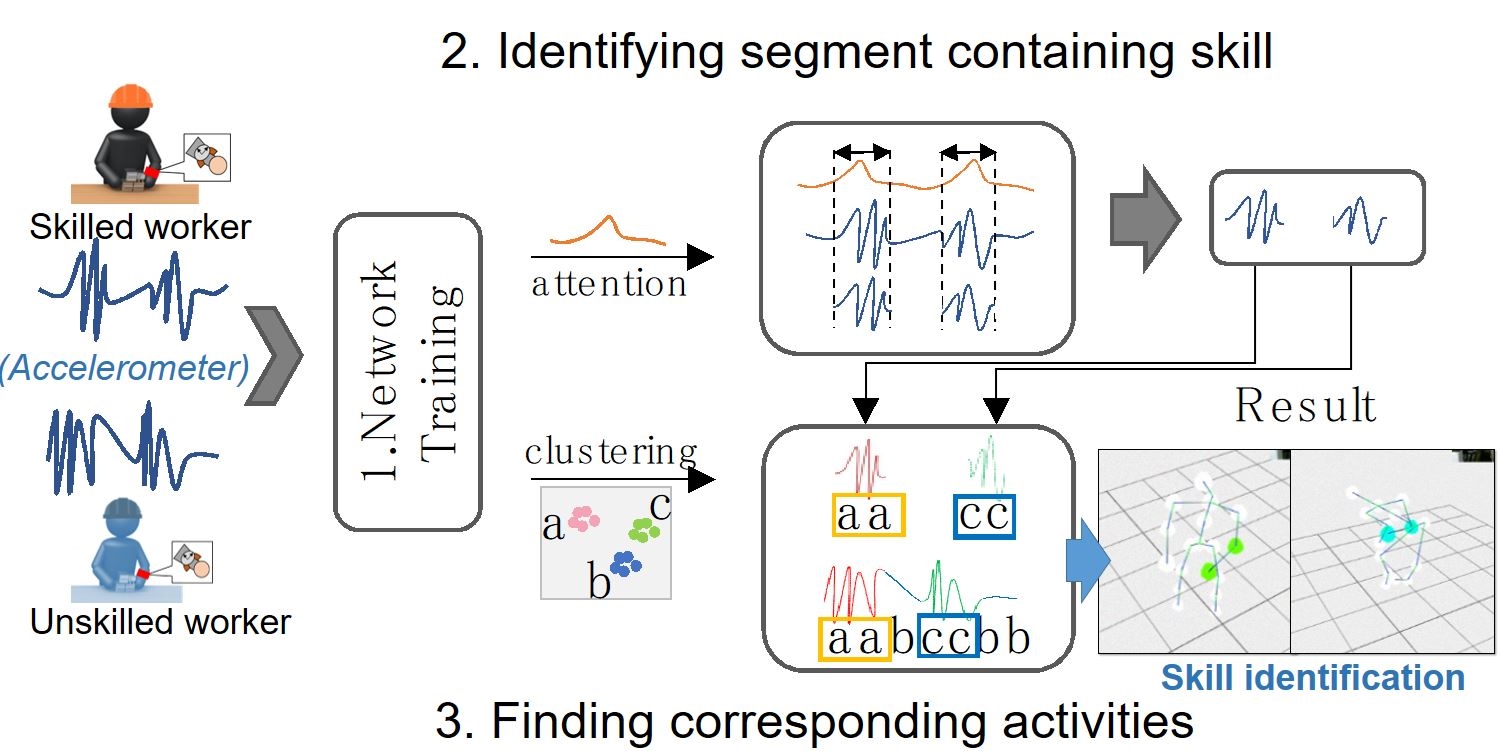 2. Identifying segment containing skill
Skilled worker
(Accelerometer)
Unskilled worker
1.Network
Training
attention
clustering
a
c
b
aa
cc
aabccbb
Result
Skill identification
3. Finding corresponding activities